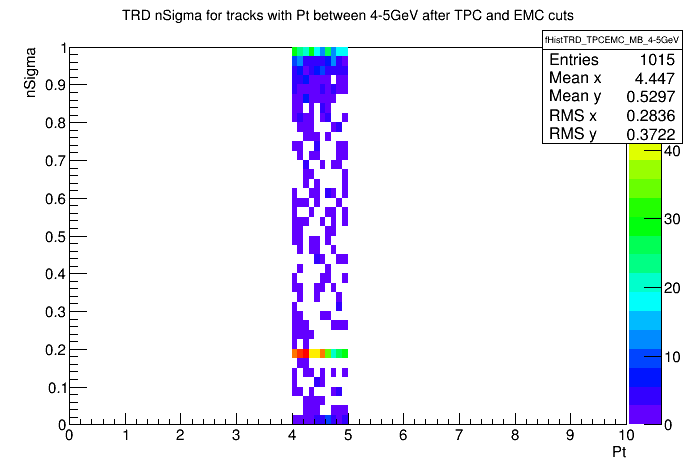 TRD nSigma for tracks with Pt between 4-5GeV after TPC and EMC cuts
fHistTRD_TPCEMC_MB_4-5GeV
Entries 1015
Mean x 4.447
Mean y 0.5297
RMS x 0.2836
RMS y 0.3722
nSigma
1
0.9
0.8
0.7
0.6
0.5
0.4
0.3
0.2
0.1
0
0 1 2 3 4 5 6 7 8 9 10
Pt
40
30
20
10
0